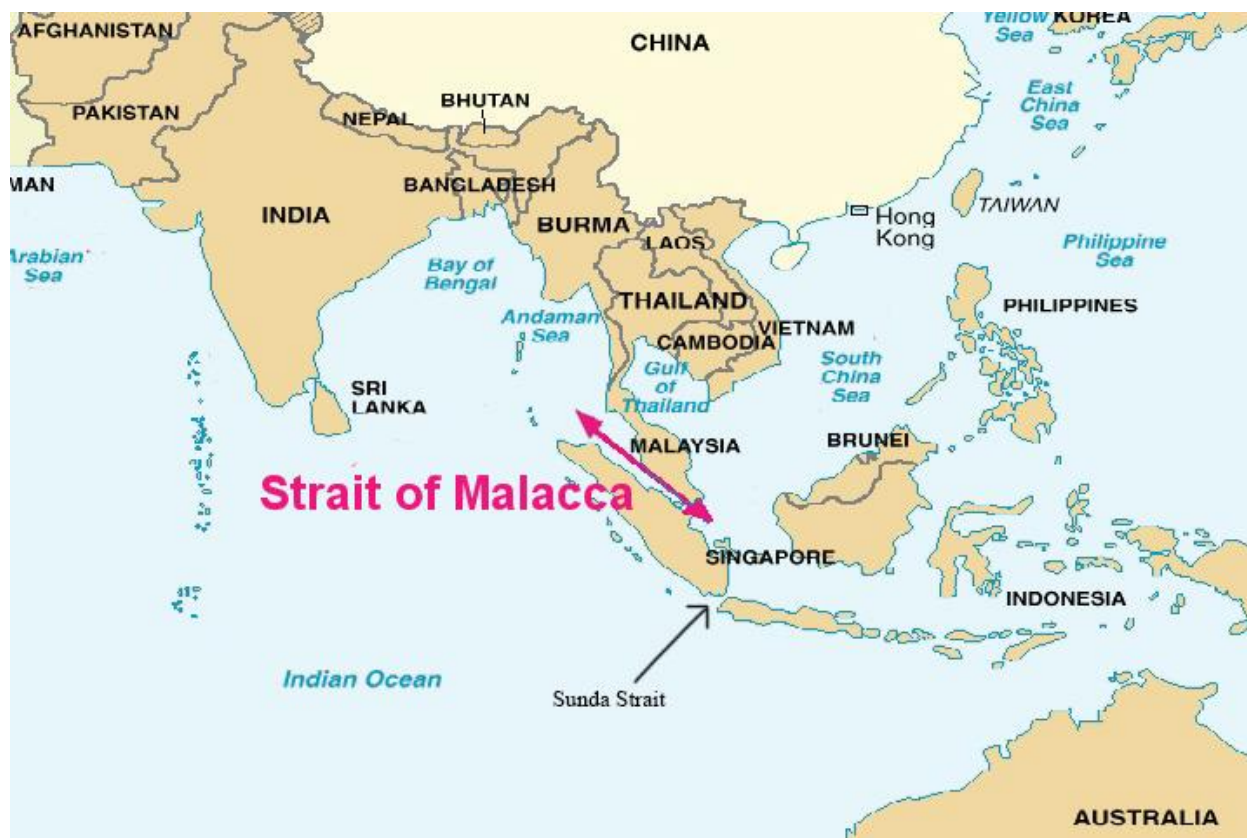 AFGHANISTAN
CHINA
Yellow
Sea
KOREA
PAKISTAN
NEPAL
BHUTAN
East
China
Sea
MAN
INDIA
BANGLADESH
BURMA
LAOS
Hong
Kong
TAIWAN
Arabian
Sea
Bay of
Bengal
Philippine
Sea
Andaman
Sea
THAILAND
VIETNAM
CAMBODIA
PHILIPPINES
SRI
LANKA
Gulf
of
Thailand
South
China
Sea
MALAYSIA
BRUNEI
Strait of Malacca
SINGAPORE
INDONESIA
Indian Ocean
Sunda Strait
AUSTRALIA